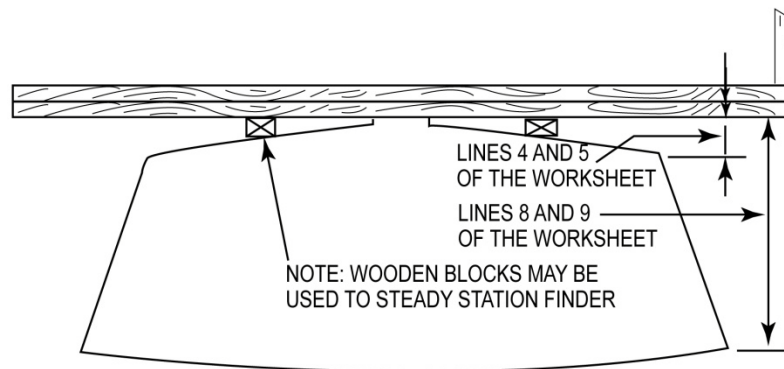 LINES 4 AND 5
OF THE WORKSHEET
LINES 8 AND 9
OF THE WORKSHEET
NOTE: WOODEN BLOCKS MAY BE
USED TO STEADY STATION FINDER